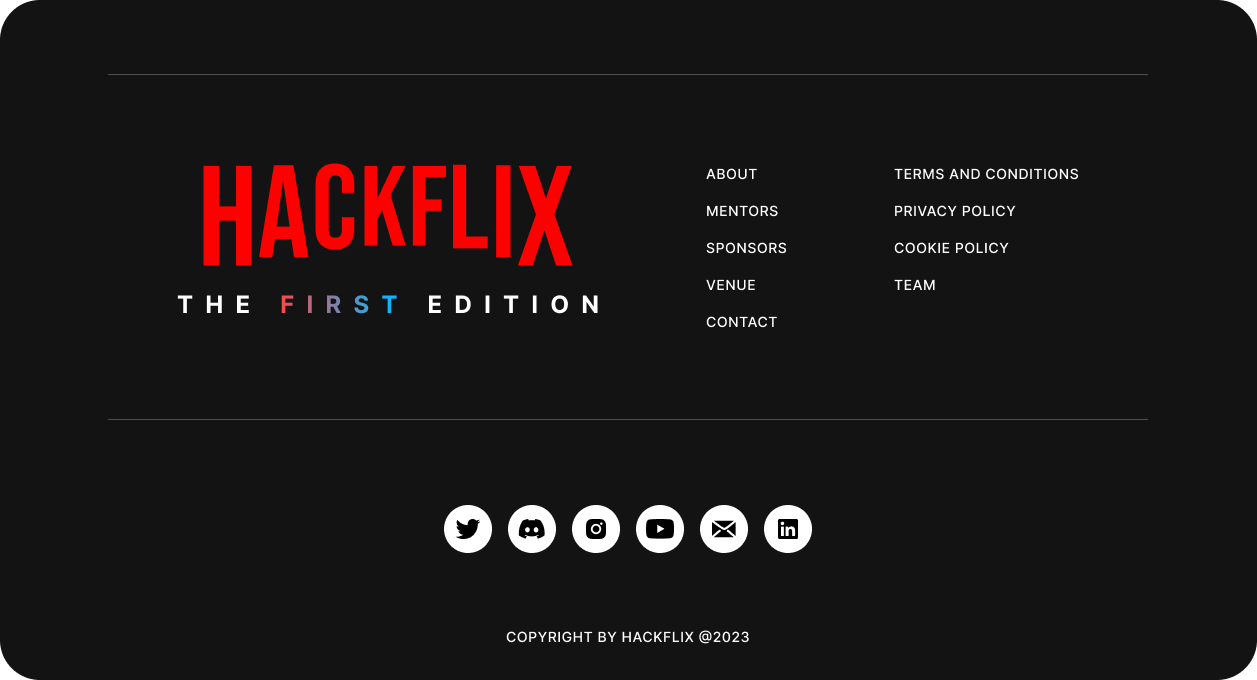 HACKFLIX
THE FIRST EDITION
ABOUT
MENTORS
SPONSORS
VENUE
CONTACT
TERMS AND CONDITIONS
PRIVACY POLICY
COOKIE POLICY
TEAM
COPYRIGHT BY HACKFLIX @2023